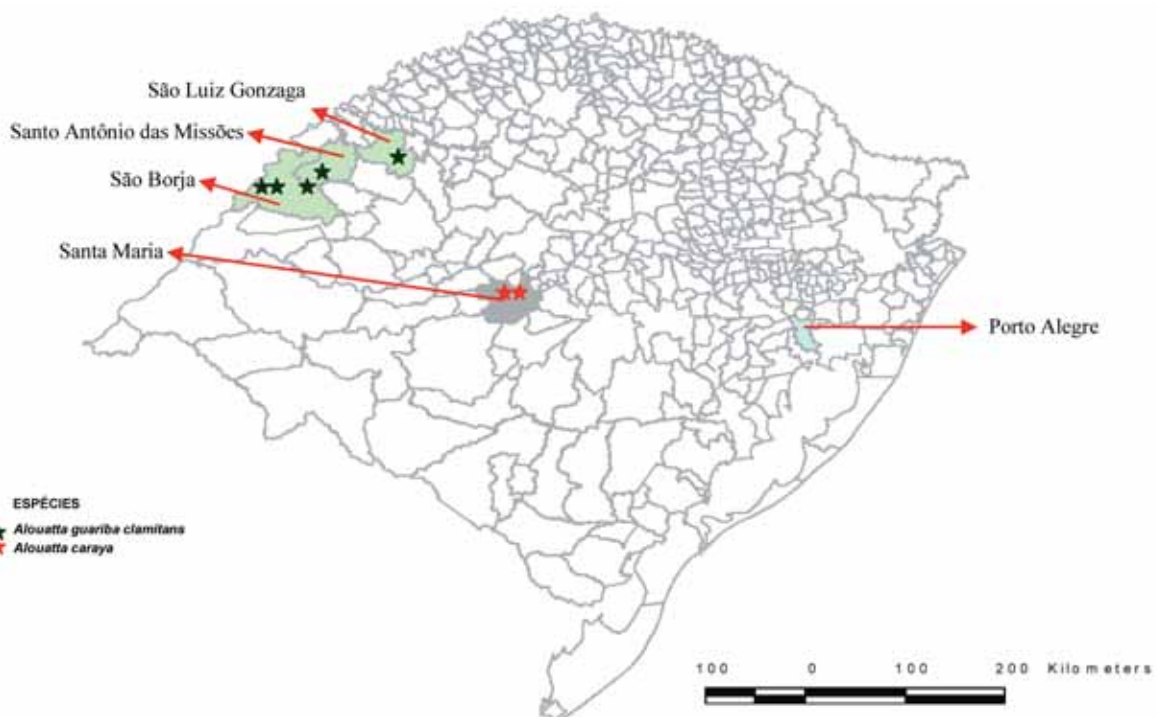 São Luiz Gonzaga
Santo Antônio das Missões
São Borja
Santa Maria
Porto Alegre
ESPÉCIES
Alouatta guariba clamitans
Alouatta caraya
100 0 100 200 Kilometers